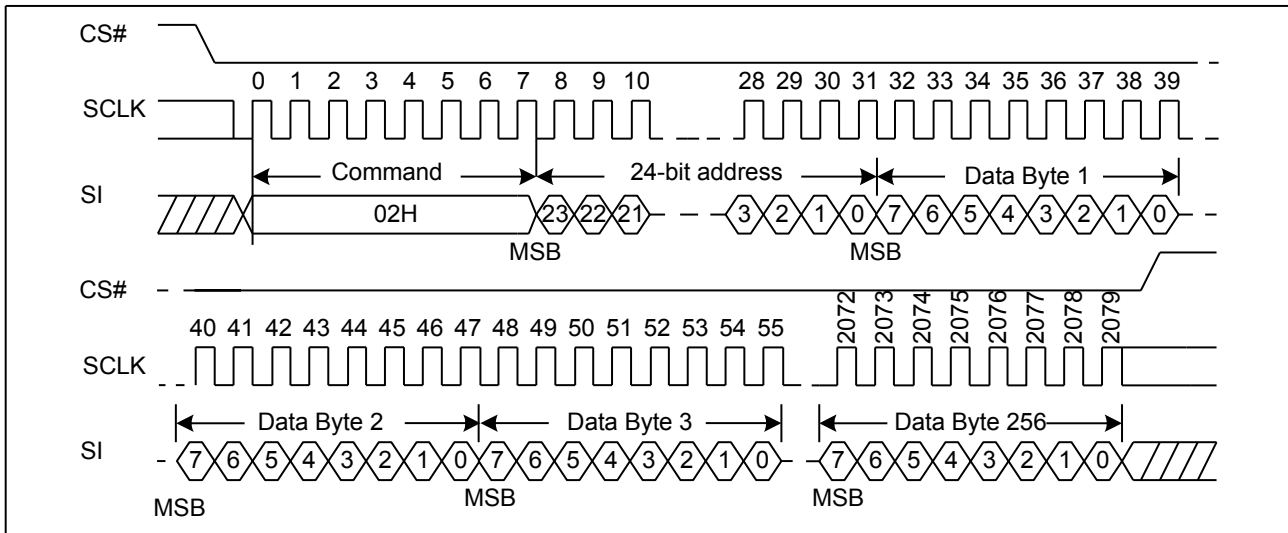 CS#
0 1 2 3 4 5 6 7 8 9 10 28 29 30 31 32 33 34 35 36 37 38 39
SCLK
Command 24-bit address Data Byte 1
SI
02H 23 22 21 3 2 1 0 7 6 5 4 3 2 1 0
MSB MSB
CS#
40 41 42 43 44 45 46 47 48 49 50 51 52 53 54 55 2072 2073 2074 2075 2076 2077 2078 2079
SCLK
Data Byte 2 Data Byte 3 Data Byte 256
SI
7 6 5 4 3 2 1 0 7 6 5 4 3 2 1 0 7 6 5 4 3 2 1 0
MSB MSB MSB